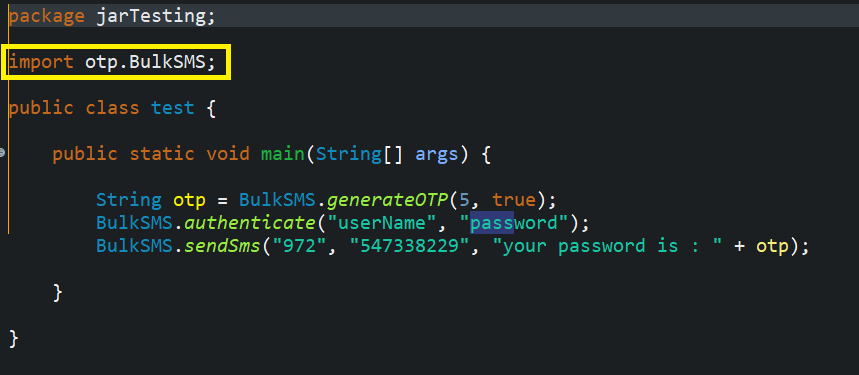 package jarTesting;
import otp.BulkSMS;
public class test {
public static void main(String[] args) {
String otp = BulkSMS.generateOTP(5, true);
BulkSMS.authenticate("userName", "password");
BulkSMS.sendSms("972", "547338229", "your password is : " + otp);
}
}